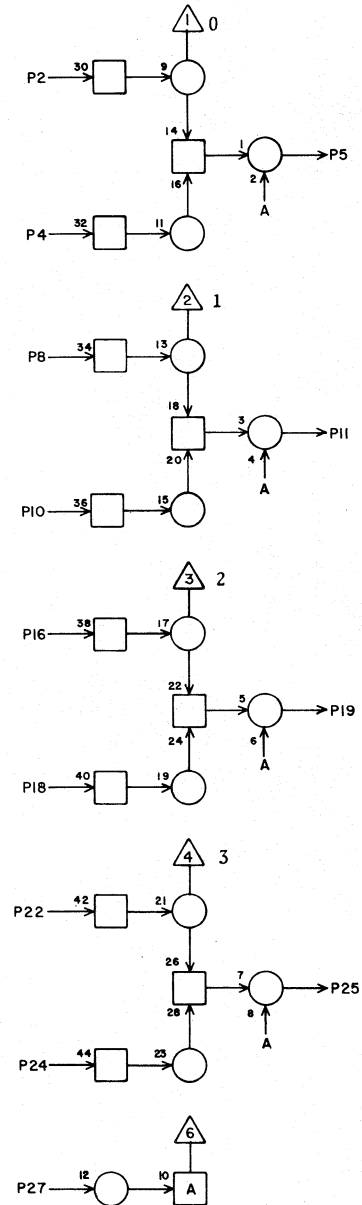 1 0
P2 30 9
14 1 P5
16 2
P4 32 11 A
2 1
P8 34 13
18 3 P11
20 4
P10 36 15 A
3 2
P16 38 17
22 5 P19
24 6
P18 40 19 A
4 3
P22 42 21
26 7 P25
28 8
P24 44 23 A
6
P27 12 10 A